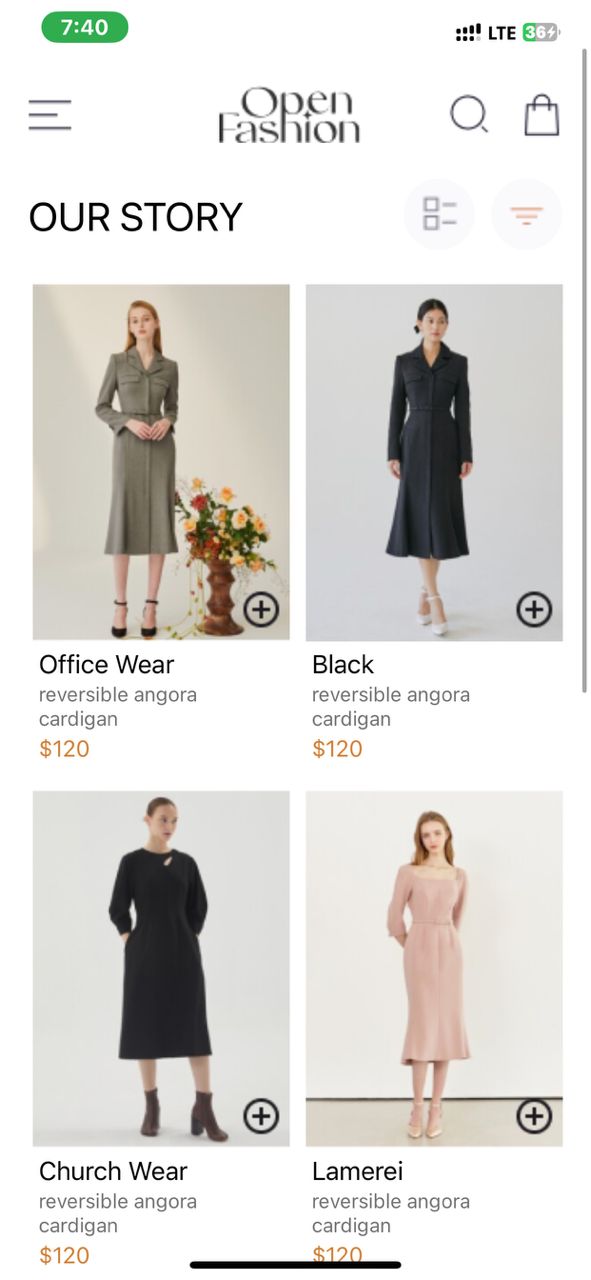 7:40
LTE 36
Open
Fashion
OUR STORY
Office Wear
reversible angora
cardigan
$120
Black
reversible angora
cardigan
$120
Church Wear
reversible angora
cardigan
$120
Lamerei
reversible angora
cardigan
$120